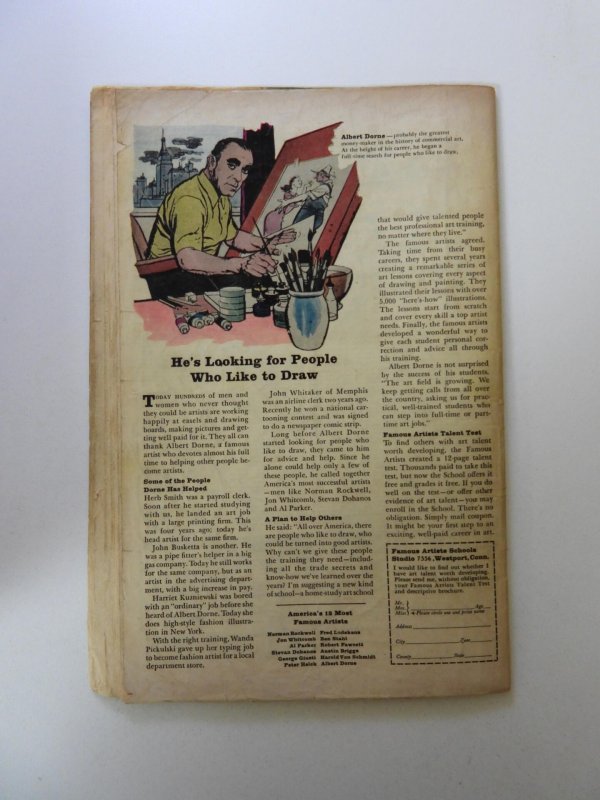 Albert Dorne — probably the greatest
money-maker in the history of commercial art.
At the height of his career, he began a
full-time search for people who like to draw.
He's Looking for People
Who Like to Draw
TODAY HUNDREDS of men and
women who never thought
they could be artists are working
happily at easels and drawing
boards, making pictures and get-
ting well paid for it. They can
thank Albert Dorne, a famous
artist who devotes almost his full
time to helping other people be-
come artists.
Some of the People
Dorne Has Helped
Herb Smith was a payroll clerk.
Soon after he started studying
with us, he landed an art job
with a large printing firm. This
was four years ago; today he's
head artist for the same firm.
John Busketta is another. He
was a pipe fitter's helper in a big
gas company. Today he still works
for the same company, but as an
artist in the advertising depart-
ment, with a big increase in pay.
Harriet Kuzniewski was bored
with an "ordinary" job before she
heard of Albert Dorne. Today she
does high-style fashion illustra-
tion in New York.
With the right training, Wanda
Pickulski gave up her typing job
to become fashion artist for a local
department store.
John Whitaker of Memphis
was an airline clerk two years ago.
Recently he won a national car-
tooning contest and was signed
to do a newspaper comic strip.
Long before Albert Dorne
started looking for people who
like to draw, they came to him
for advice and help. Since he
alone could help only a few of
these people, he called together
America's most successful artists
—men like Norman Rockwell,
Jon Whitcomb, Stevan Dohanos
and Al Parker.
A Plan to Help Others
He said: "All over America, there
are people who like to draw, who
could be turned into good artists.
Why can't we give these people
the training they need—includ-
ing all the trade secrets and
know-how we've learned over the
years? I'm suggesting a new kind
of school—a home-study art school
America's 12 Most
Famous Artists
Norman Rockwell Fred Ludekens
Jon Whitcomb Ben Stahl
Al Parker Robert Fawcett
Stevan Dohanos Austin Briggs
George Giusti Harold Von Schmidt
Peter Helck Albert Dorne
that would give talented people
the best professional art training,
no matter where they live."
The famous artists agreed.
Taking time from their busy
careers, they spent several years
creating a remarkable series of
art lessons covering every aspect
of drawing and painting. They
illustrated their lessons with over
5,000 "here's-how" illustrations.
The lessons start from scratch
and cover every skill a top artist
needs. Finally, the famous artists
developed a wonderful way to
give each student personal cor-
rection and advice all through
his training.
Albert Dorne is not surprised
by the success of his students.
"The art field is growing. We
keep getting calls from all over
the country, asking us for prac-
tical, well-trained students who
can step into full-time or part-
time art jobs."
Famous Artists Talent Test
To find others with art talent
worth developing, the Famous
Artists created a 12-page talent
test. Thousands paid to take this
test, but now the School offers it
free and grades it free. If you do
well on the test—or offer other
evidence of art talent—you may
enroll in the School. There's no
obligation. Simply mail coupon.
It might be your first step to an
exciting, well-paid career in art.
Famous Artists Schools
Studio 7356, Westport, Conn.
I would like to find out whether I
have art talent worth developing.
Please send me, without obligation,
your Famous Artists Talent Test
and descriptive brochure.
Mr.
Mrs. Age
Miss Please circle one and print name
Address
City Zone
County State